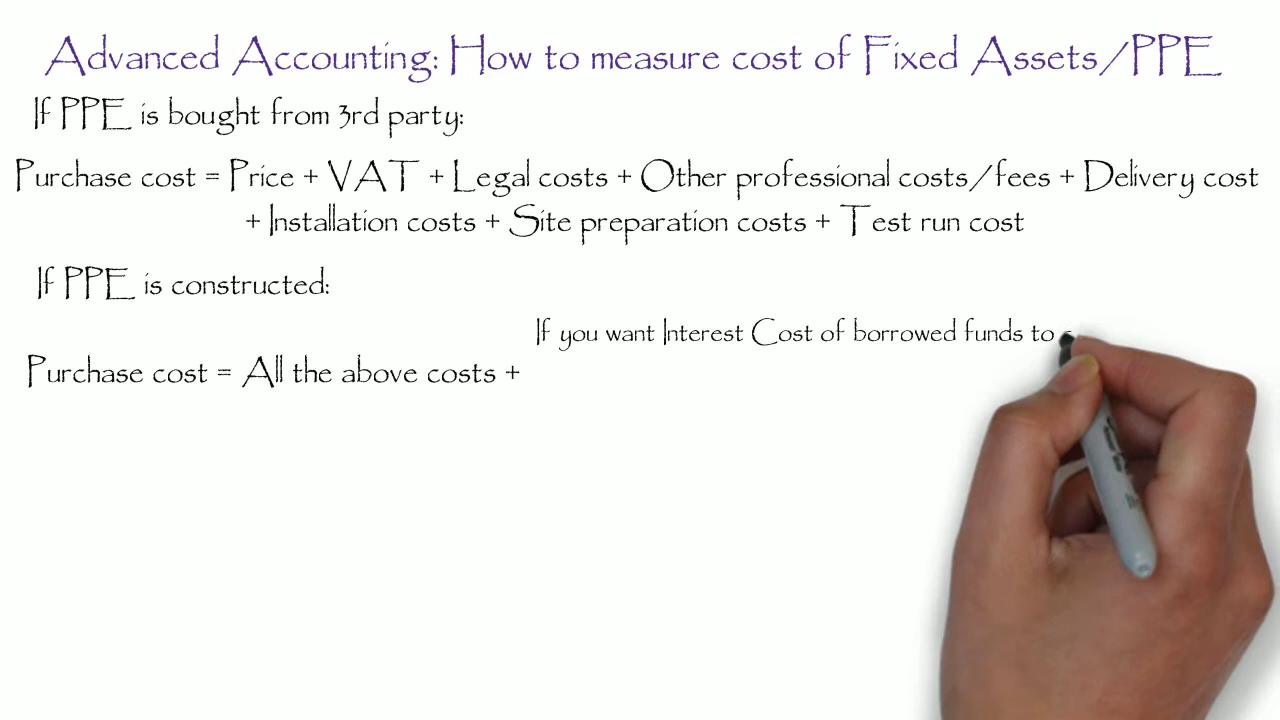 Advanced Accounting: How to measure cost of Fixed Assets/PPE
If PPE is bought from 3rd party:
Purchase cost = Price + VAT + Legal costs + Other professional costs/fees + Delivery cost
+ Installation costs + Site preparation costs + Test run cost
If PPE is constructed:
If you want Interest Cost of borrowed funds to
Purchase cost = All the above costs +